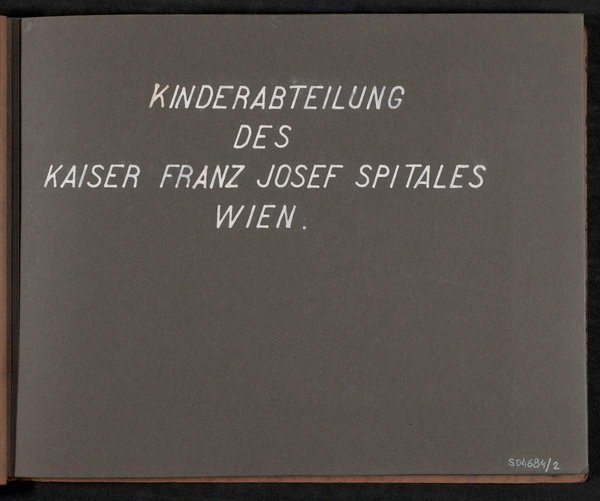 KINDERABTEILUNG
DES
KAISER FRANZ JOSEF SPITALES
WIEN.
S04684/2